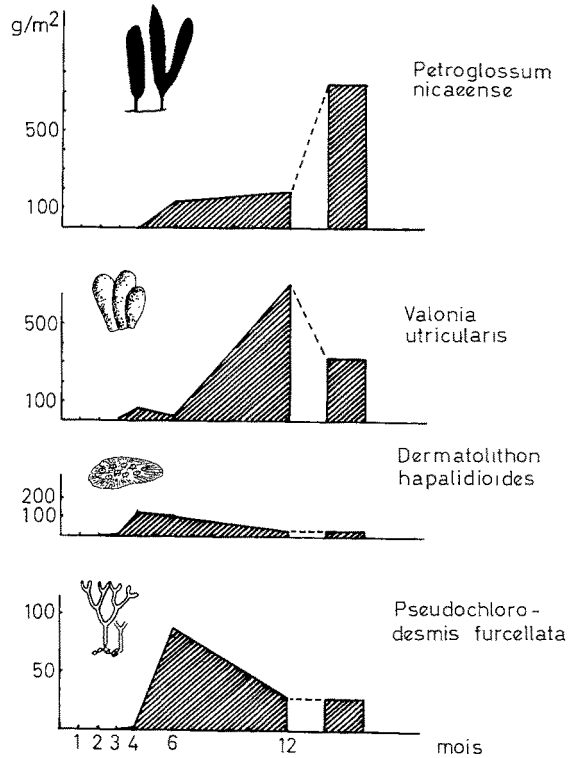 g/m2
Petroglossum
nicaeense
500
100
Valonia
utricularis
500
100
Dermatolithon
hapalidioides
200
100
Pseudochloro-
desmis furcellata
100
50
1 2 3 4 6 12 mois